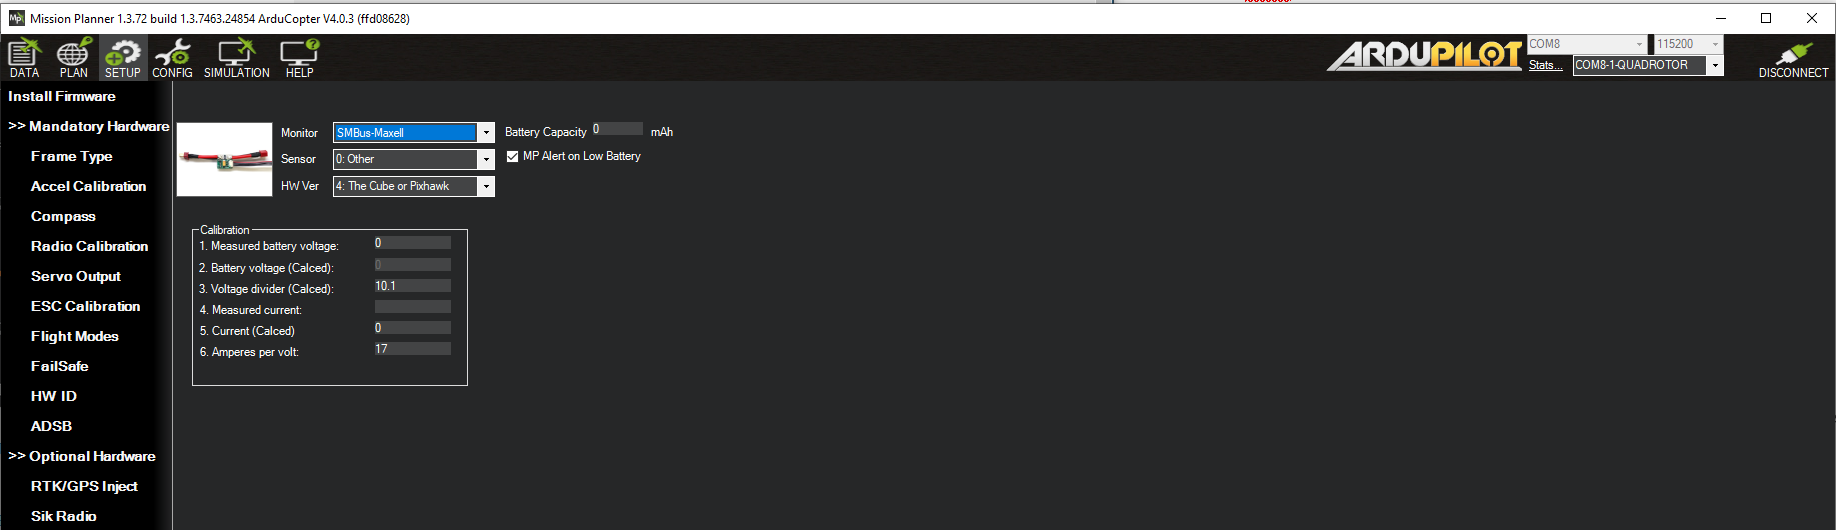 Mission Planner 1.3.72 build 1.3.7463.24854 ArduCopter V4.0.3 (ffd08628)
DATA PLAN SETUP CONFIG SIMULATION HELP
ARDUPILOT
COM8 115200
Stats... COM8-1-QUADROTOR
DISCONNECT
Install Firmware
>> Mandatory Hardware
Frame Type
Accel Calibration
Compass
Radio Calibration
Servo Output
ESC Calibration
Flight Modes
FailSafe
HW ID
ADSB
>> Optional Hardware
RTK/GPS Inject
Sik Radio
Monitor SMBus-Maxell Battery Capacity 0 mAh
Sensor 0: Other MP Alert on Low Battery
HW Ver 4: The Cube or Pixhawk
Calibration
1. Measured battery voltage: 0
2. Battery voltage (Calced): 0
3. Voltage divider (Calced): 10.1
4. Measured current:
5. Current (Calced) 0
6. Amperes per volt: 17